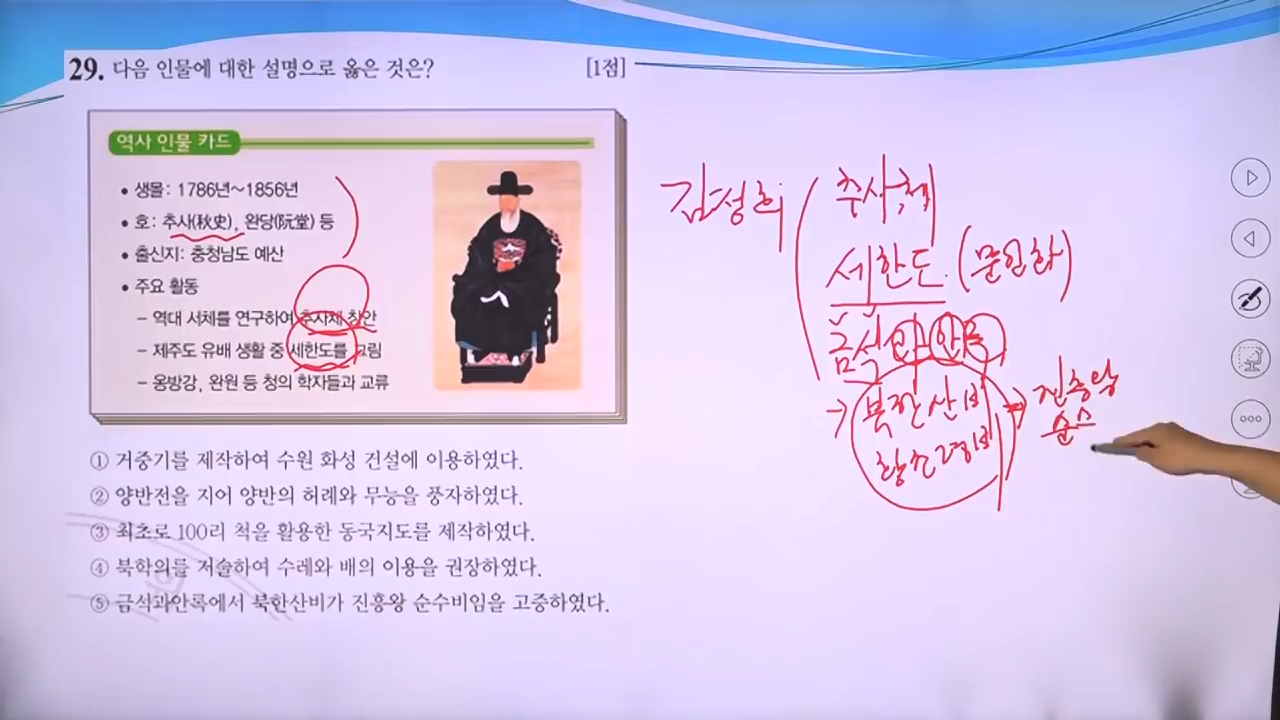 29. 다음 인물에 대한 설명으로 옳은 것은? [1점]
역사 인물 카드
• 생몰: 1786년~1856년
• 호: 추사(秋史), 완당(阮堂) 등
• 출신지: 충청남도 예산
• 주요 활동
– 역대 서체를 연구하여 추사체 창안
– 제주도 유배 생활 중 세한도를 그림
– 옹방강, 완원 등 청의 학자들과 교류
① 거중기를 제작하여 수원 화성 건설에 이용하였다.
② 양반전을 지어 양반의 허례와 무능을 풍자하였다.
③ 최초로 100리 척을 활용한 동국지도를 제작하였다.
④ 북학의를 저술하여 수레와 배의 이용을 권장하였다.
⑤ 금석과안록에서 북한산비가 진흥왕 순수비임을 고증하였다.
김정희
추사체
세한도 (문인화)
금석과안록
→ 북한산비 → 진흥왕
황초령비 순스